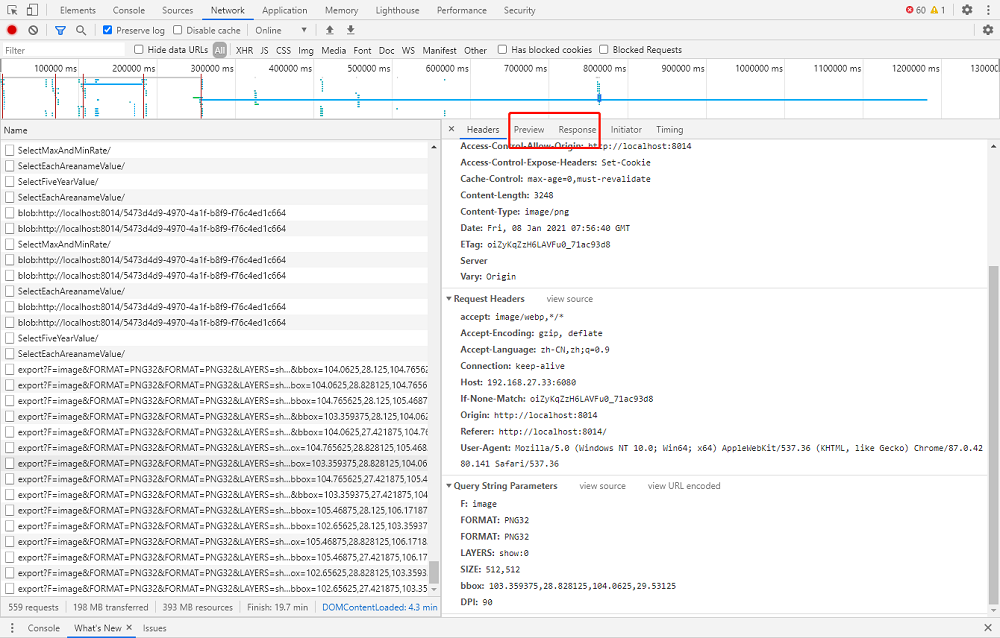 Elements Console Sources Network Application Memory Lighthouse Performance Security 60 1
Preserve log Disable cache Online
Filter Hide data URLs All XHR JS CSS Img Media Font Doc WS Manifest Other Has blocked cookies Blocked Requests
100000 ms 200000 ms 300000 ms 400000 ms 500000 ms 600000 ms 700000 ms 800000 ms 900000 ms 1000000 ms 1100000 ms 1200000 ms 130000
Name
SelectMaxAndMinRate/
SelectEachAreanameValue/
SelectFiveYearValue/
SelectEachAreanameValue/
blob:http://localhost:8014/5473d4d9-4970-4a1f-b8f9-f76c4ed1c664
blob:http://localhost:8014/5473d4d9-4970-4a1f-b8f9-f76c4ed1c664
SelectMaxAndMinRate/
blob:http://localhost:8014/5473d4d9-4970-4a1f-b8f9-f76c4ed1c664
blob:http://localhost:8014/5473d4d9-4970-4a1f-b8f9-f76c4ed1c664
SelectEachAreanameValue/
blob:http://localhost:8014/5473d4d9-4970-4a1f-b8f9-f76c4ed1c664
blob:http://localhost:8014/5473d4d9-4970-4a1f-b8f9-f76c4ed1c664
SelectFiveYearValue/
SelectEachAreanameValue/
export?F=image&FORMAT=PNG32&FORMAT=PNG32&LAYERS=sh...&bbox=104.0625,28.125,104.76562
export?F=image&FORMAT=PNG32&FORMAT=PNG32&LAYERS=sh...bbox=104.0625,28.828125,104.7656
export?F=image&FORMAT=PNG32&FORMAT=PNG32&LAYERS=sh...bbox=104.765625,28.125,105.46875
export?F=image&FORMAT=PNG32&FORMAT=PNG32&LAYERS=sh...bbox=103.359375,28.125,104.0625
export?F=image&FORMAT=PNG32&FORMAT=PNG32&LAYERS=sh...bbox=104.0625,27.421875,104.7656
export?F=image&FORMAT=PNG32&FORMAT=PNG32&LAYERS=sh...ox=104.765625,28.828125,105.468
export?F=image&FORMAT=PNG32&FORMAT=PNG32&LAYERS=sh...box=103.359375,28.828125,104.06
export?F=image&FORMAT=PNG32&FORMAT=PNG32&LAYERS=sh...box=104.765625,27.421875,105.4
export?F=image&FORMAT=PNG32&FORMAT=PNG32&LAYERS=sh...box=103.359375,27.421875,104.0
export?F=image&FORMAT=PNG32&FORMAT=PNG32&LAYERS=sh...bbox=105.46875,28.125,106.17187
export?F=image&FORMAT=PNG32&FORMAT=PNG32&LAYERS=sh...bbox=102.65625,28.125,103.35937
export?F=image&FORMAT=PNG32&FORMAT=PNG32&LAYERS=sh...ox=105.46875,28.828125,106.1718
export?F=image&FORMAT=PNG32&FORMAT=PNG32&LAYERS=sh...bbox=105.46875,27.421875,106.17
export?F=image&FORMAT=PNG32&FORMAT=PNG32&LAYERS=sh...ox=102.65625,28.828125,103.3593
export?F=image&FORMAT=PNG32&FORMAT=PNG32&LAYERS=sh...bbox=102.65625,27.421875,103.35
559 requests 198 MB transferred 393 MB resources Finish: 19.7 min DOMContentLoaded: 4.3 min
Headers Preview Response Initiator Timing
Access-Control-Allow-Origin: http://localhost:8014
Access-Control-Expose-Headers: Set-Cookie
Cache-Control: max-age=0,must-revalidate
Content-Length: 3248
Content-Type: image/png
Date: Fri, 08 Jan 2021 07:56:40 GMT
ETag: oiZyKqZzH6LAVFu0_71ac93d8
Server
Vary: Origin
Request Headers view source
accept: image/webp,*/*
Accept-Encoding: gzip, deflate
Accept-Language: zh-CN,zh;q=0.9
Connection: keep-alive
Host: 192.168.27.33:6080
If-None-Match: oiZyKqZzH6LAVFu0_71ac93d8
Origin: http://localhost:8014
Referer: http://localhost:8014/
User-Agent: Mozilla/5.0 (Windows NT 10.0; Win64; x64) AppleWebKit/537.36 (KHTML, like Gecko) Chrome/87.0.42
80.141 Safari/537.36
Query String Parameters view source view URL encoded
F: image
FORMAT: PNG32
FORMAT: PNG32
LAYERS: show:0
SIZE: 512,512
bbox: 103.359375,28.828125,104.0625,29.53125
DPI: 90
Console What's New Issues